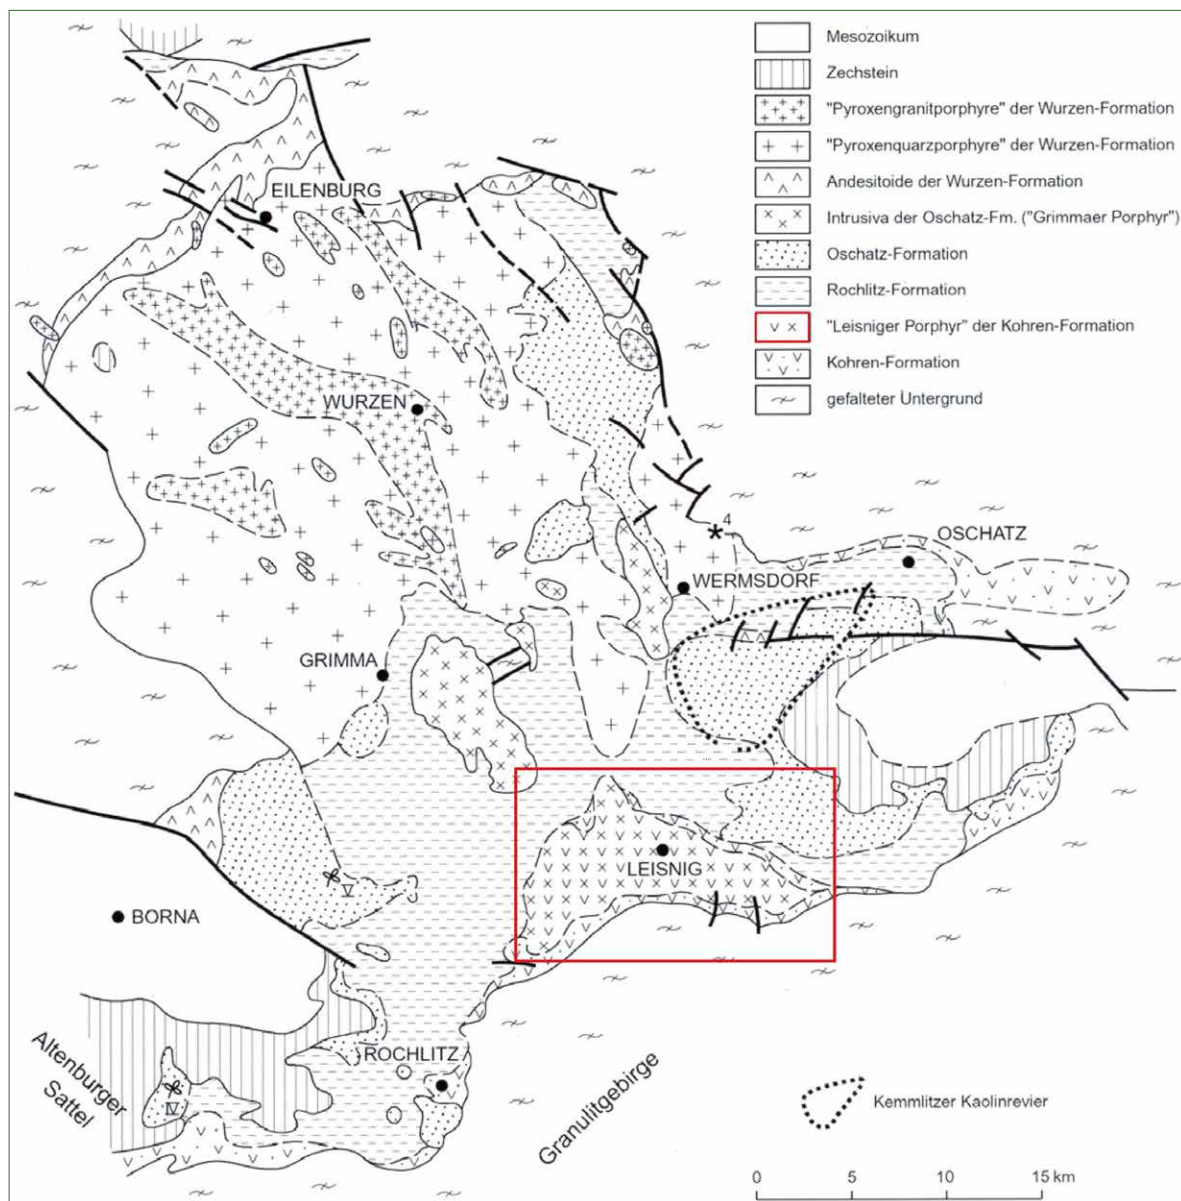 Mesozoikum
Zechstein
"Pyroxengranitporphyre" der Wurzen-Formation
"Pyroxenquarzporphyre" der Wurzen-Formation
Andesitoide der Wurzen-Formation
Intrusiva der Oschatz-Fm. ("Grimmaer Porphyr")
Oschatz-Formation
Rochlitz-Formation
"Leisniger Porphyr" der Kohren-Formation
Kohren-Formation
gefalteter Untergrund
EILENBURG
WURZEN
4
OSCHATZ
WERMSDORF
GRIMMA
LEISNIG
BORNA
ROCHLITZ
Altenburger
Sattel
Granulitgebirge
Kemmlitzer Kaolinrevier
0 5 10 15 km